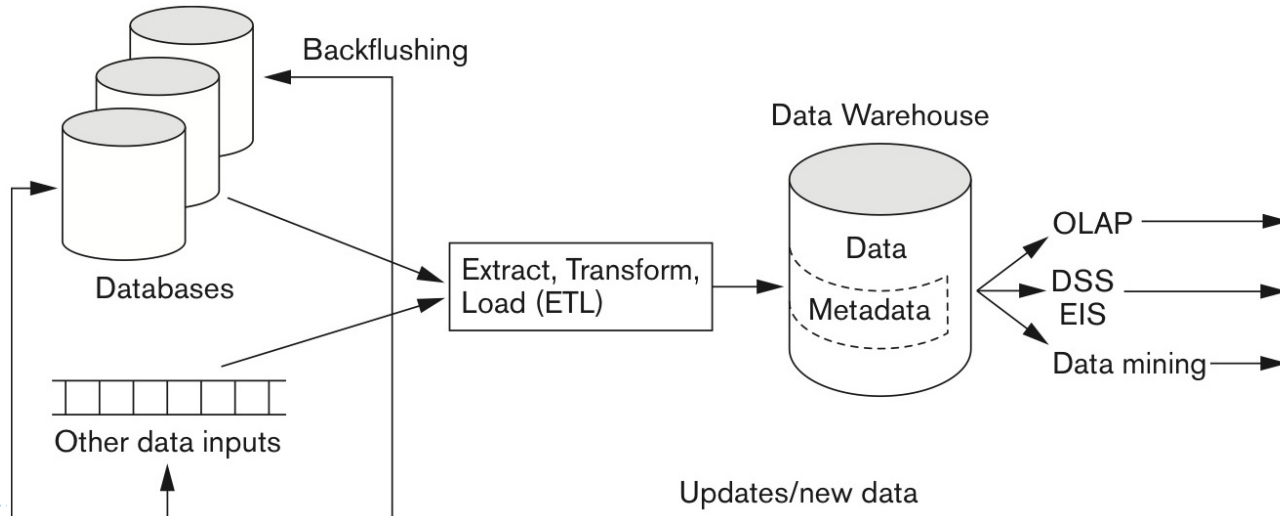 Backflushing
Data Warehouse
Databases
Extract, Transform,
Load (ETL)
Data
Metadata
OLAP
DSS
EIS
Data mining
Other data inputs
Updates/new data